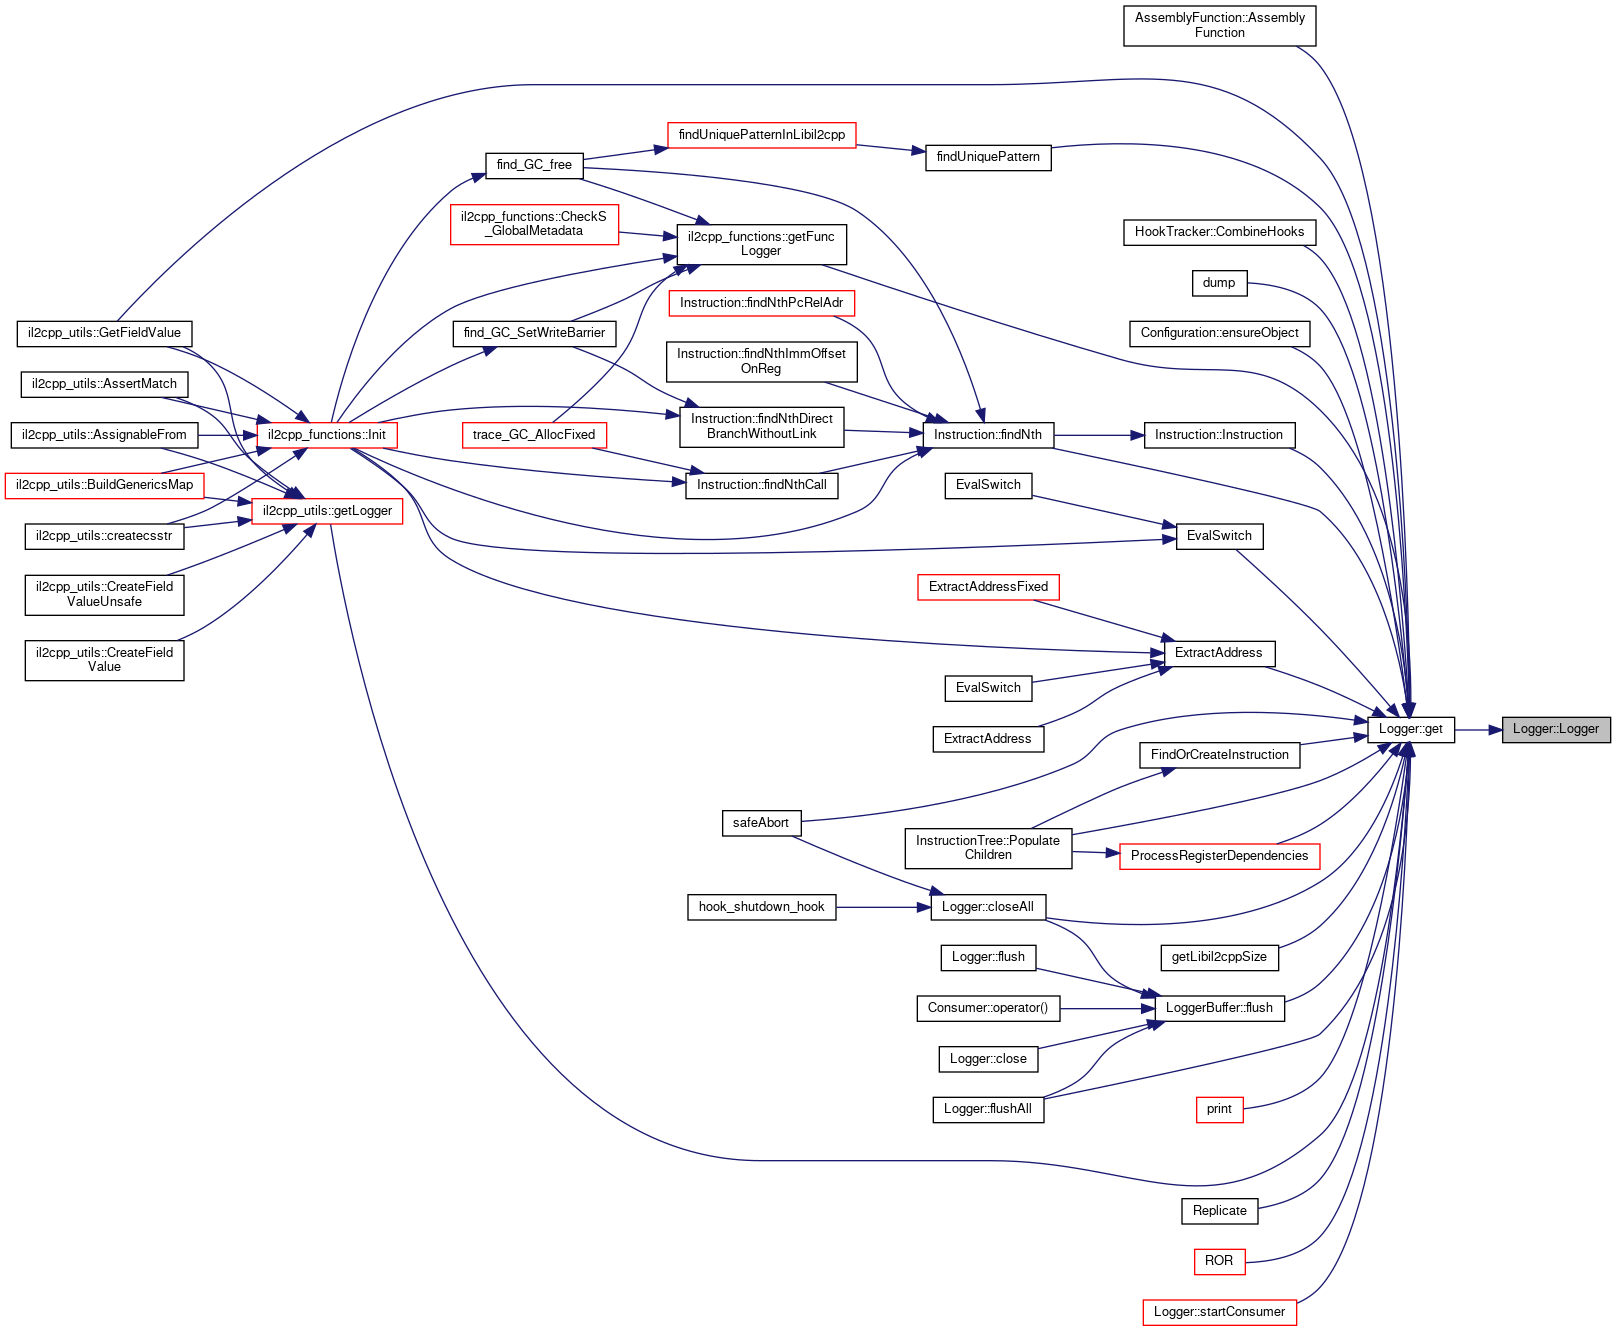 AssemblyFunction::Assembly
Function
findUniquePatternInLibil2cpp
findUniquePattern
find_GC_free
il2cpp_functions::CheckS
_GlobalMetadata
il2cpp_functions::getFunc
Logger
HookTracker::CombineHooks
dump
Instruction::findNthPcRelAdr
il2cpp_utils::GetFieldValue
find_GC_SetWriteBarrier
Configuration::ensureObject
Instruction::findNthImmOffset
OnReg
il2cpp_utils::AssertMatch
il2cpp_utils::AssignableFrom
il2cpp_functions::Init
trace_GC_AllocFixed
Instruction::findNthDirect
BranchWithoutLink
Instruction::findNth
Instruction::Instruction
il2cpp_utils::BuildGenericsMap
Instruction::findNthCall
EvalSwitch
il2cpp_utils::getLogger
il2cpp_utils::createcsstr
EvalSwitch
il2cpp_utils::CreateField
ValueUnsafe
ExtractAddressFixed
il2cpp_utils::CreateField
Value
ExtractAddress
EvalSwitch
ExtractAddress
Logger::get
Logger::Logger
FindOrCreateInstruction
safeAbort
InstructionTree::Populate
Children
ProcessRegisterDependencies
hook_shutdown_hook
Logger::closeAll
Logger::flush
getLibil2cppSize
Consumer::operator()
LoggerBuffer::flush
Logger::close
Logger::flushAll
print
Replicate
ROR
Logger::startConsumer